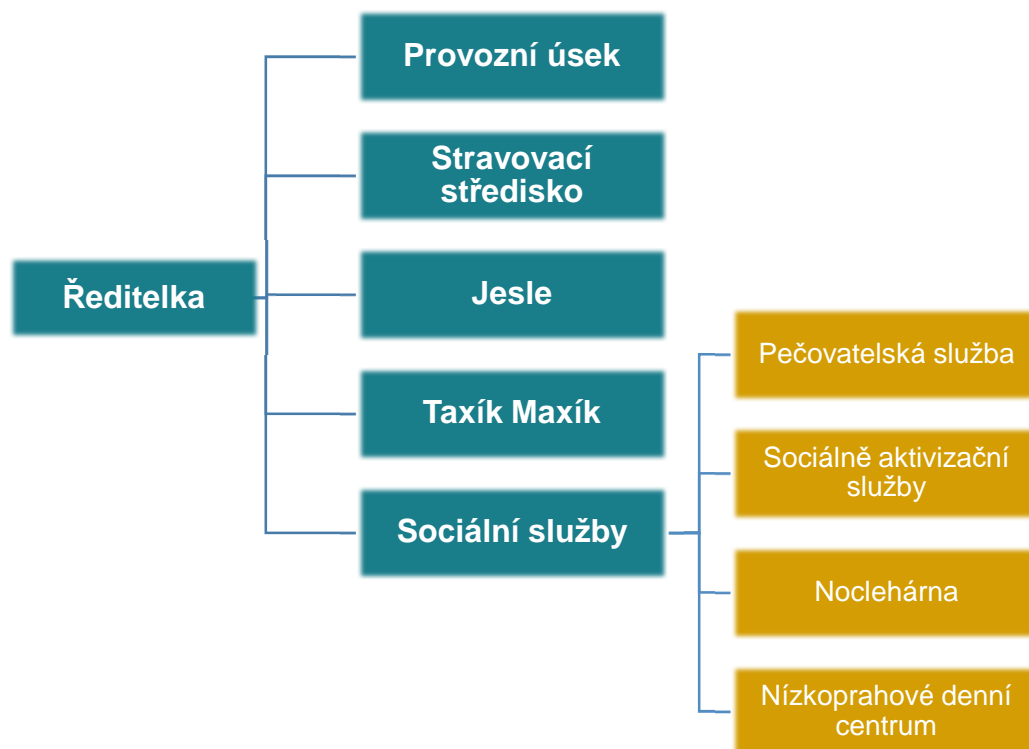 Ředitelka
Provozní úsek
Stravovací
středisko
Jesle
Taxík Maxík
Sociální služby
Pečovatelská služba
Sociálně aktivizační
služby
Noclehárna
Nízkoprahové denní
centrum